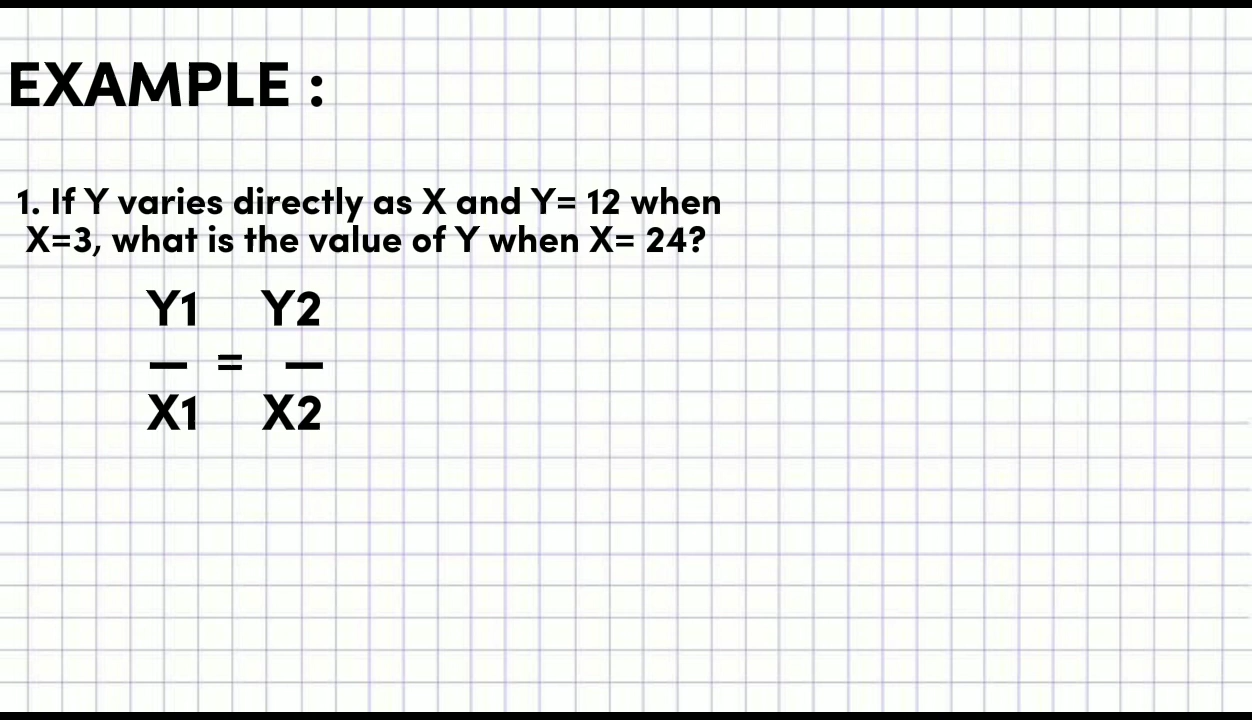 EXAMPLE :
1. If Y varies directly as X and Y= 12 when
X=3, what is the value of Y when X= 24?
Y1 Y2
— = —
X1 X2